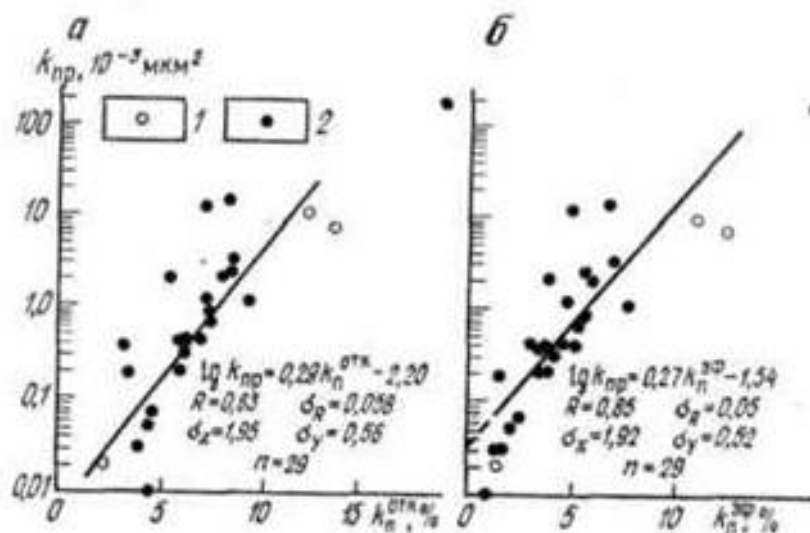 а
б
k_пр, 10⁻³ мкм²
1
2
100
10
1,0
0,1
0,01
lg k_пр = 0,29 k_п^отк − 2,20
R = 0,83 σ_R = 0,058
σ_x = 1,95 σ_y = 0,56
n = 29
0 5 10 15 k_п^отк, %
lg k_пр = 0,27 k_п^эф − 1,54
R = 0,85 σ_R = 0,05
σ_x = 1,92 σ_y = 0,52
n = 29
0 5 10 k_п^эф, %